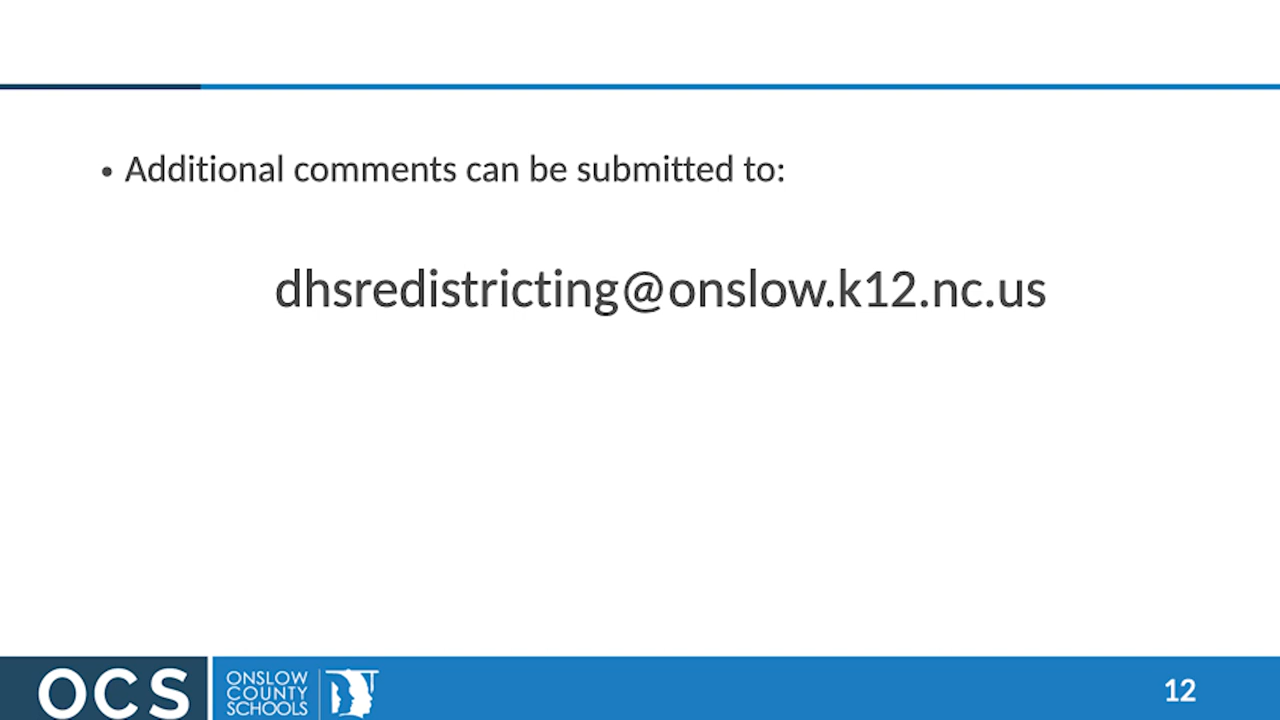 • Additional comments can be submitted to:
dhsredistricting@onslow.k12.nc.us
OCS
ONSLOW
COUNTY
SCHOOLS
12